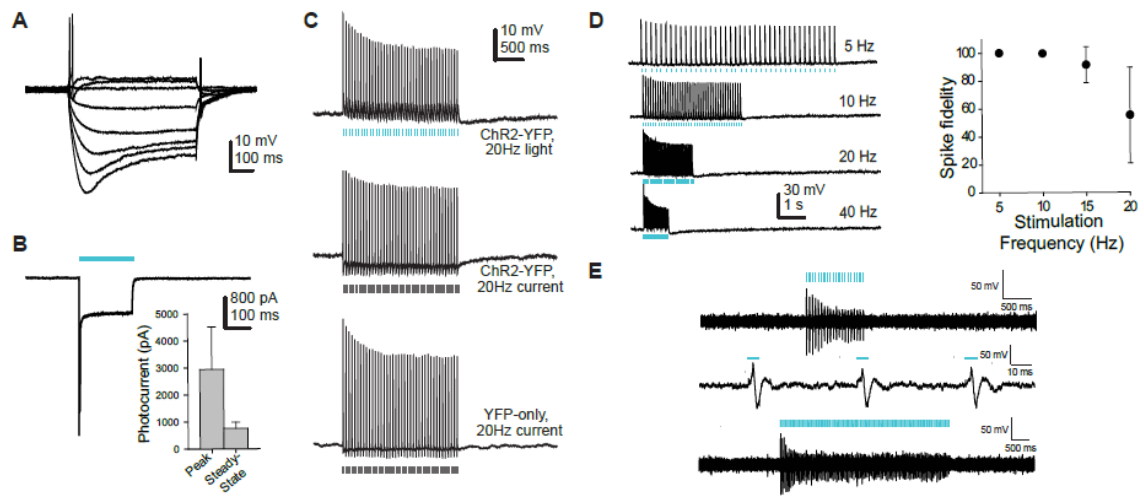 A
10 mV
100 ms
B
800 pA
100 ms
Photocurrent (pA)
5000
4000
3000
2000
1000
0
Peak
Steady-
State
C
10 mV
500 ms
ChR2-YFP,
20Hz light
ChR2-YFP,
20Hz current
YFP-only,
20Hz current
D
5 Hz
10 Hz
20 Hz
40 Hz
30 mV
1 s
Spike fidelity
100
80
60
40
20
0
5
10
15
20
Stimulation
Frequency (Hz)
E
50 mV
500 ms
50 mV
10 ms
50 mV
500 ms